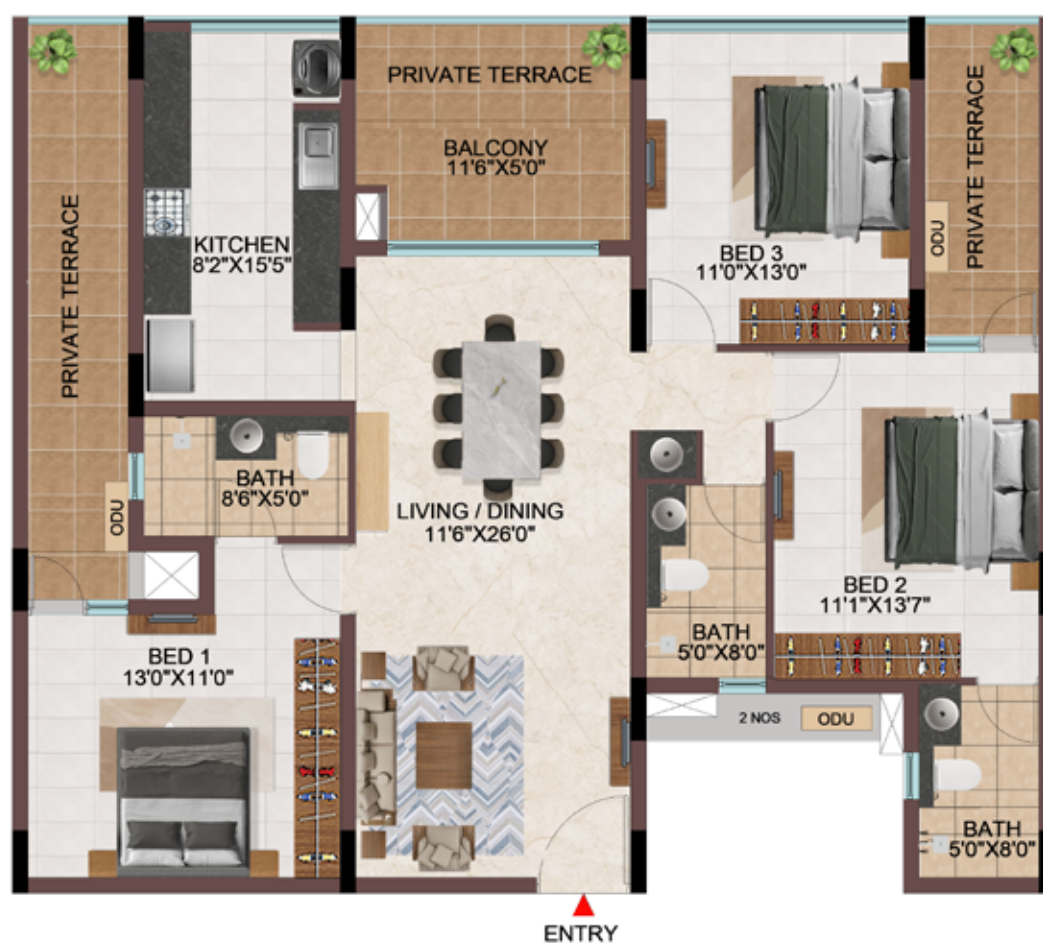 PRIVATE TERRACE
BALCONY
11'6"X5'0"
KITCHEN
8'2"X15'5"
PRIVATE TERRACE
ODU
BED 3
11'0"X13'0"
PRIVATE TERRACE
ODU
BATH
8'6"X5'0"
LIVING / DINING
11'6"X26'0"
BED 2
11'1"X13'7"
BATH
5'0"X8'0"
BED 1
13'0"X11'0"
2 NOS
ODU
BATH
5'0"X8'0"
ENTRY